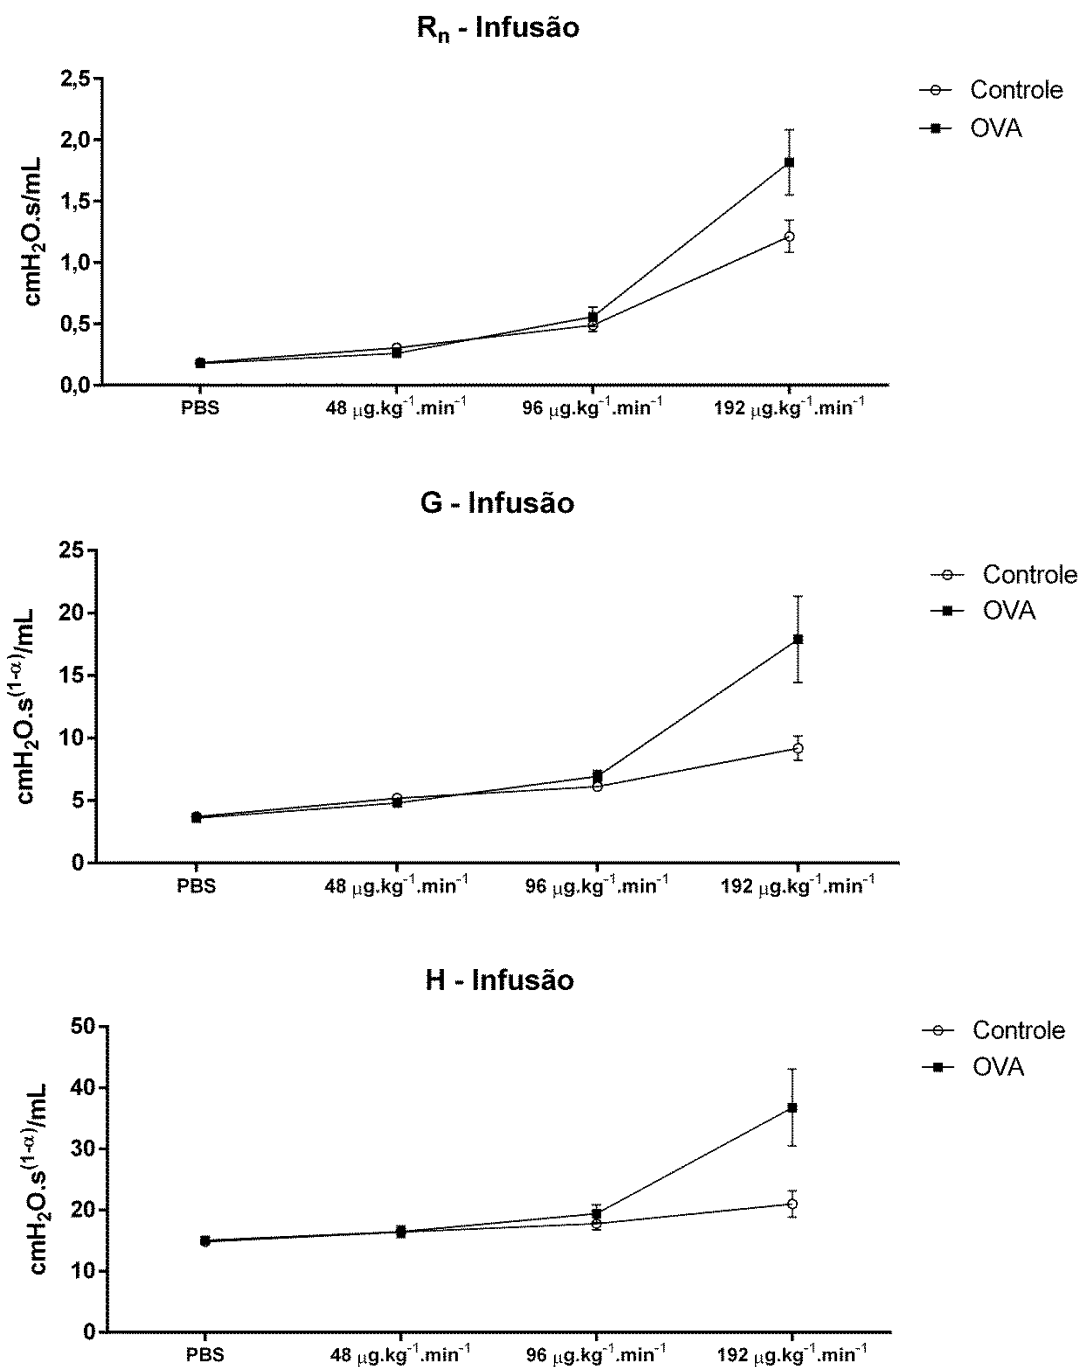 Rn - Infusão
2,5
2,0
1,5
1,0
0,5
0,0
cmH2O.s/mL
PBS
48 μg.kg-1.min-1
96 μg.kg-1.min-1
192 μg.kg-1.min-1
Controle
OVA
G - Infusão
25
20
15
10
5
0
cmH2O.s(1-α)/mL
PBS
48 μg.kg-1.min-1
96 μg.kg-1.min-1
192 μg.kg-1.min-1
Controle
OVA
H - Infusão
50
40
30
20
10
0
cmH2O.s(1-α)/mL
PBS
48 μg.kg-1.min-1
96 μg.kg-1.min-1
192 μg.kg-1.min-1
Controle
OVA